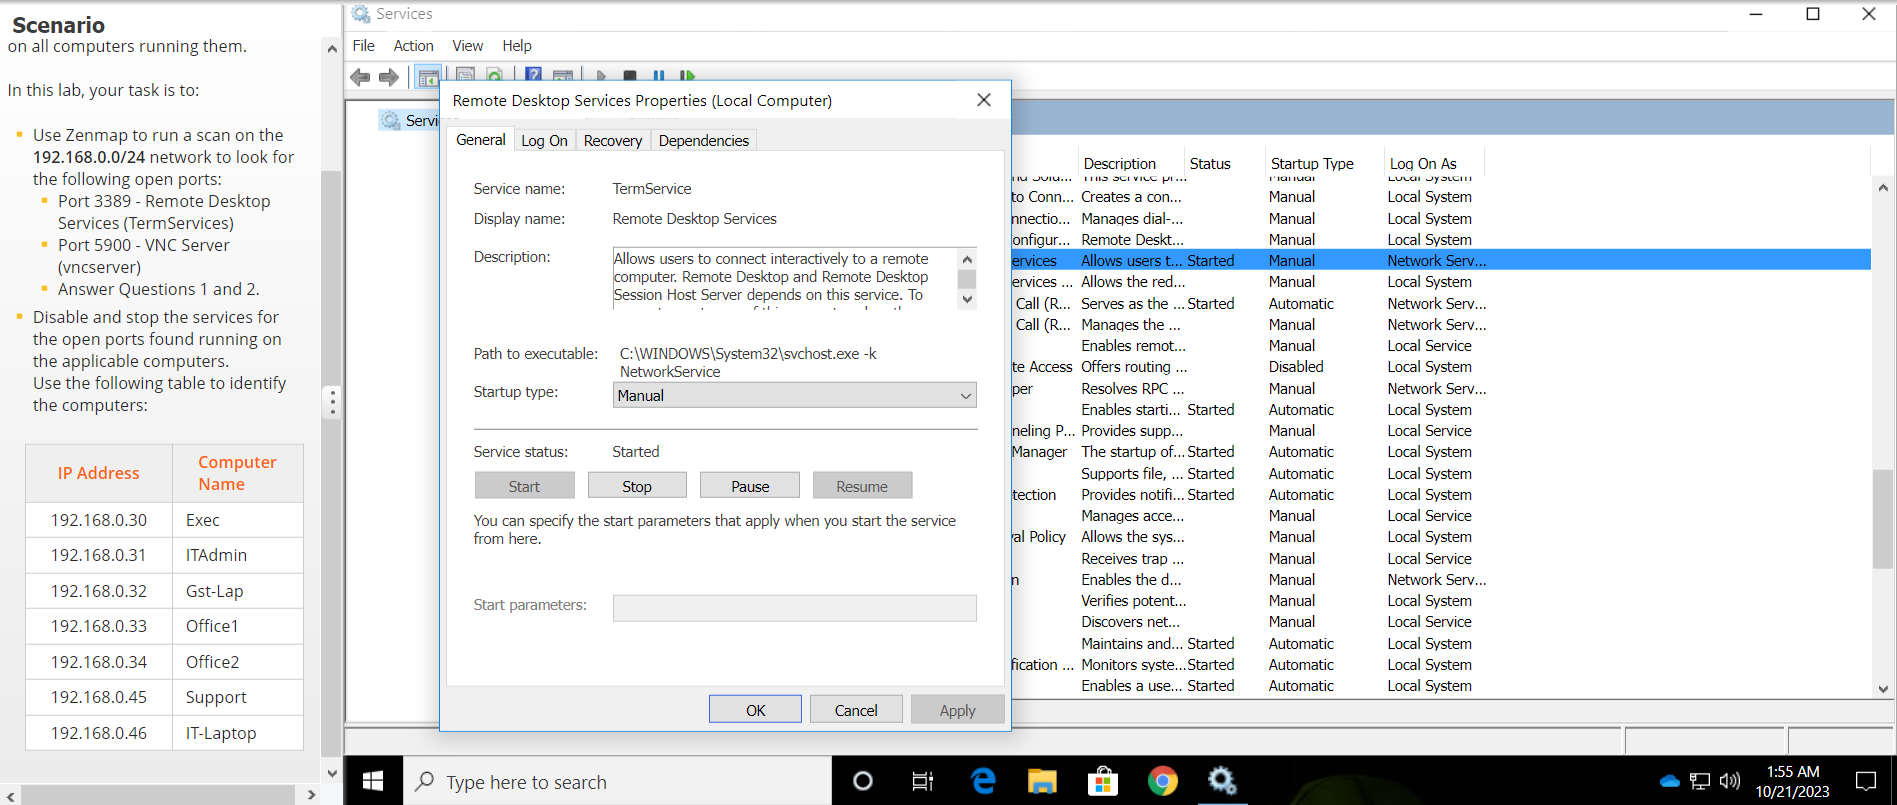 Scenario
on all computers running them.
In this lab, your task is to:
Use Zenmap to run a scan on the
192.168.0.0/24 network to look for
the following open ports:
Port 3389 - Remote Desktop
Services (TermServices)
Port 5900 - VNC Server
(vncserver)
Answer Questions 1 and 2.
Disable and stop the services for
the open ports found running on
the applicable computers.
Use the following table to identify
the computers:
IP Address Computer Name
192.168.0.30 Exec
192.168.0.31 ITAdmin
192.168.0.32 Gst-Lap
192.168.0.33 Office1
192.168.0.34 Office2
192.168.0.45 Support
192.168.0.46 IT-Laptop
Services
File Action View Help
Servi
Remote Desktop Services Properties (Local Computer)
General Log On Recovery Dependencies
Service name: TermService
Display name: Remote Desktop Services
Description: Allows users to connect interactively to a remote
computer. Remote Desktop and Remote Desktop
Session Host Server depends on this service. To
Path to executable: C:\WINDOWS\System32\svchost.exe -k
NetworkService
Startup type: Manual
Service status: Started
Start Stop Pause Resume
You can specify the start parameters that apply when you start the service
from here.
Start parameters:
OK Cancel Apply
Description Status Startup Type Log On As
This service pr... Manual Local System
to Conn... Creates a con... Manual Local System
nnectio... Manages dial-... Manual Local System
onfigur... Remote Deskt... Manual Local System
ervices Allows users t... Started Manual Network Serv...
ervices ... Allows the red... Manual Local System
Call (R... Serves as the ... Started Automatic Network Serv...
Call (R... Manages the ... Manual Network Serv...
Enables remot... Manual Local Service
te Access Offers routing ... Disabled Local System
per Resolves RPC ... Manual Network Serv...
Enables starti... Started Automatic Local System
neling P... Provides supp... Manual Local Service
Manager The startup of... Started Automatic Local System
Supports file, ... Started Automatic Local System
tection Provides notifi... Started Automatic Local System
Manages acce... Manual Local Service
val Policy Allows the sys... Manual Local System
Receives trap ... Manual Local Service
n Enables the d... Manual Network Serv...
Verifies potent... Manual Local System
Discovers net... Manual Local Service
Maintains and... Started Automatic Local System
fication ... Monitors syste... Started Automatic Local System
Enables a use... Started Automatic Local System
Type here to search
1:55 AM
10/21/2023